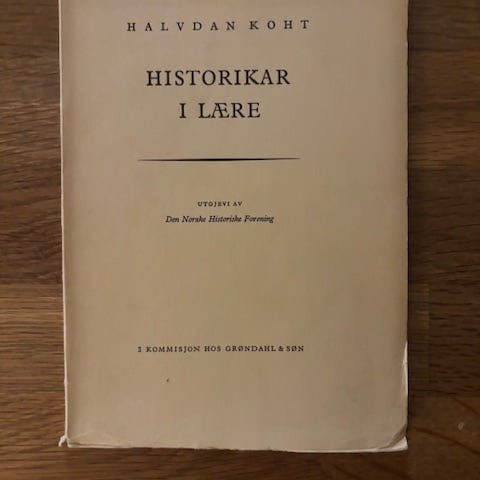 HALVDAN KOHT
HISTORIKAR
I LÆRE
UTGJEVI AV
Den Norske Historiske Forening
I KOMMISJON HOS GRØNDAHL & SØN